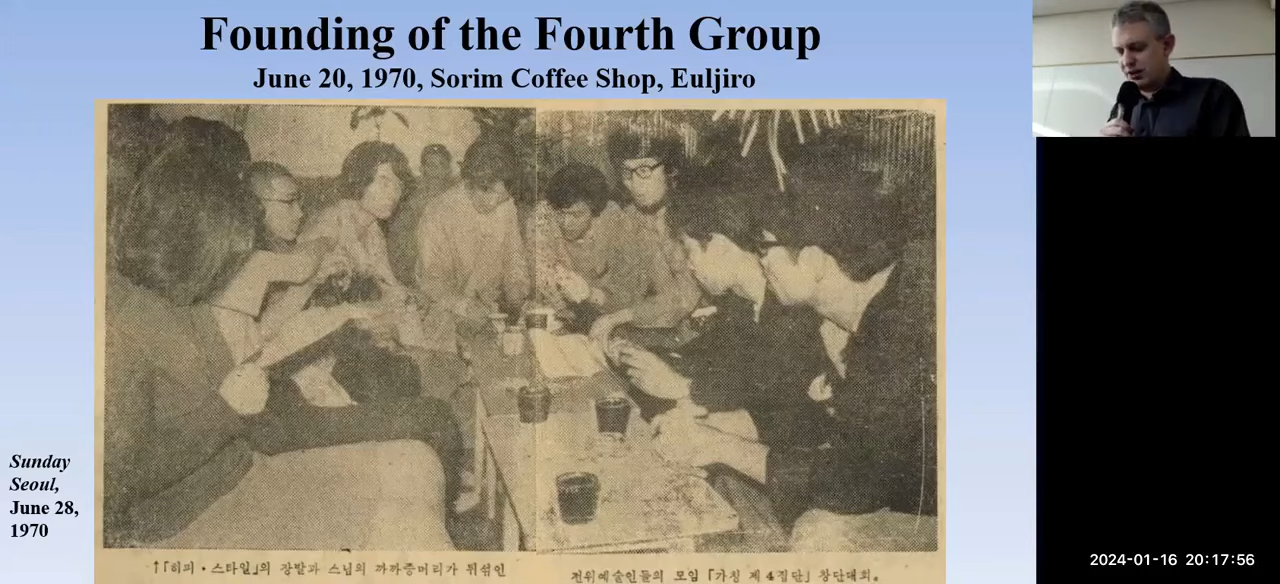 Founding of the Fourth Group
June 20, 1970, Sorim Coffee Shop, Euljiro
Sunday
Seoul,
June 28,
1970
↑「히피·스타일」의 장발과 스님의 까까중머리가 뒤섞인
전위예술인들의 모임 「가칭 제4집단」 창단대회。
2024-01-16 20:17:56